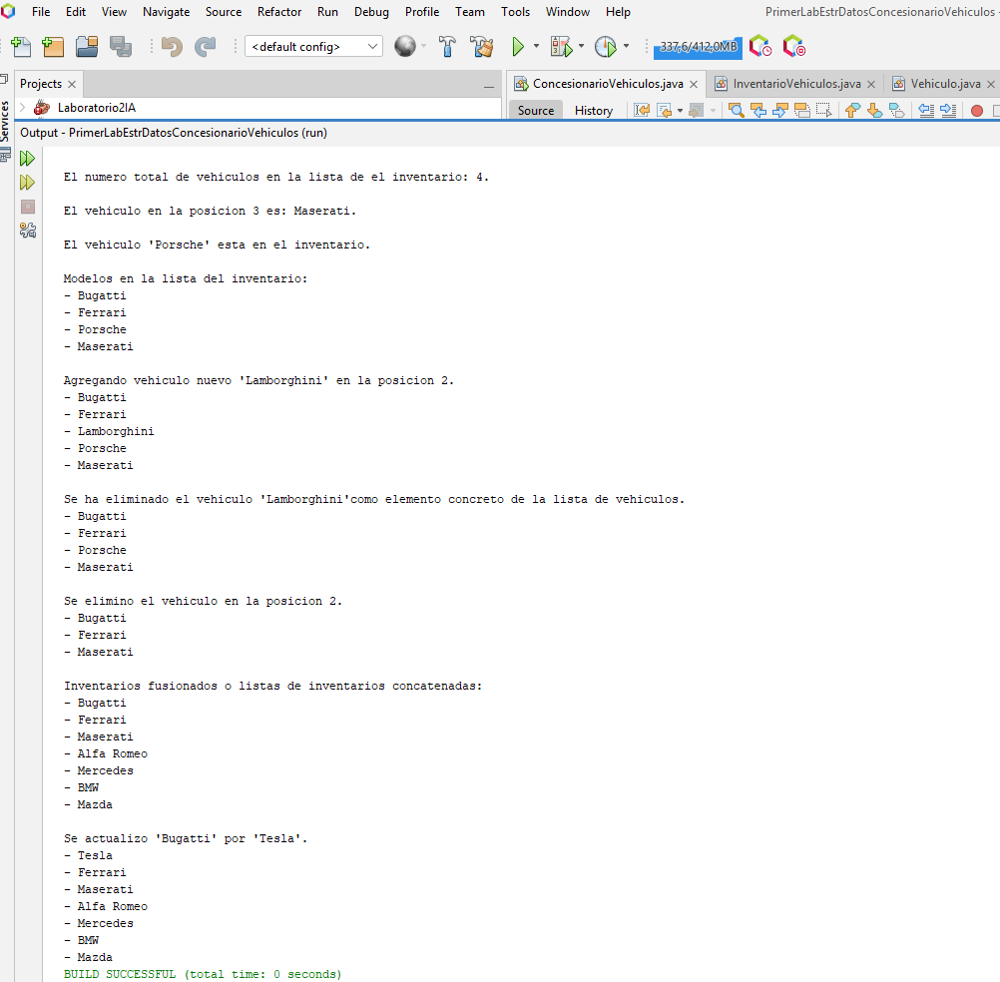 File Edit View Navigate Source Refactor Run Debug Profile Team Tools Window Help PrimerLabEstrDatosConcesionarioVehiculos -
<default config> 337,6/412,0MB
Projects ConcesionarioVehiculos.java InventarioVehiculos.java Vehiculo.java
Services
Laboratorio2IA Source History
Output - PrimerLabEstrDatosConcesionarioVehiculos (run)
El numero total de vehiculos en la lista de el inventario: 4.
El vehiculo en la posicion 3 es: Maserati.
El vehiculo 'Porsche' esta en el inventario.
Modelos en la lista del inventario:
- Bugatti
- Ferrari
- Porsche
- Maserati
Agregando vehiculo nuevo 'Lamborghini' en la posicion 2.
- Bugatti
- Ferrari
- Lamborghini
- Porsche
- Maserati
Se ha eliminado el vehiculo 'Lamborghini'como elemento concreto de la lista de vehiculos.
- Bugatti
- Ferrari
- Porsche
- Maserati
Se elimino el vehiculo en la posicion 2.
- Bugatti
- Ferrari
- Maserati
Inventarios fusionados o listas de inventarios concatenadas:
- Bugatti
- Ferrari
- Maserati
- Alfa Romeo
- Mercedes
- BMW
- Mazda
Se actualizo 'Bugatti' por 'Tesla'.
- Tesla
- Ferrari
- Maserati
- Alfa Romeo
- Mercedes
- BMW
- Mazda
BUILD SUCCESSFUL (total time: 0 seconds)